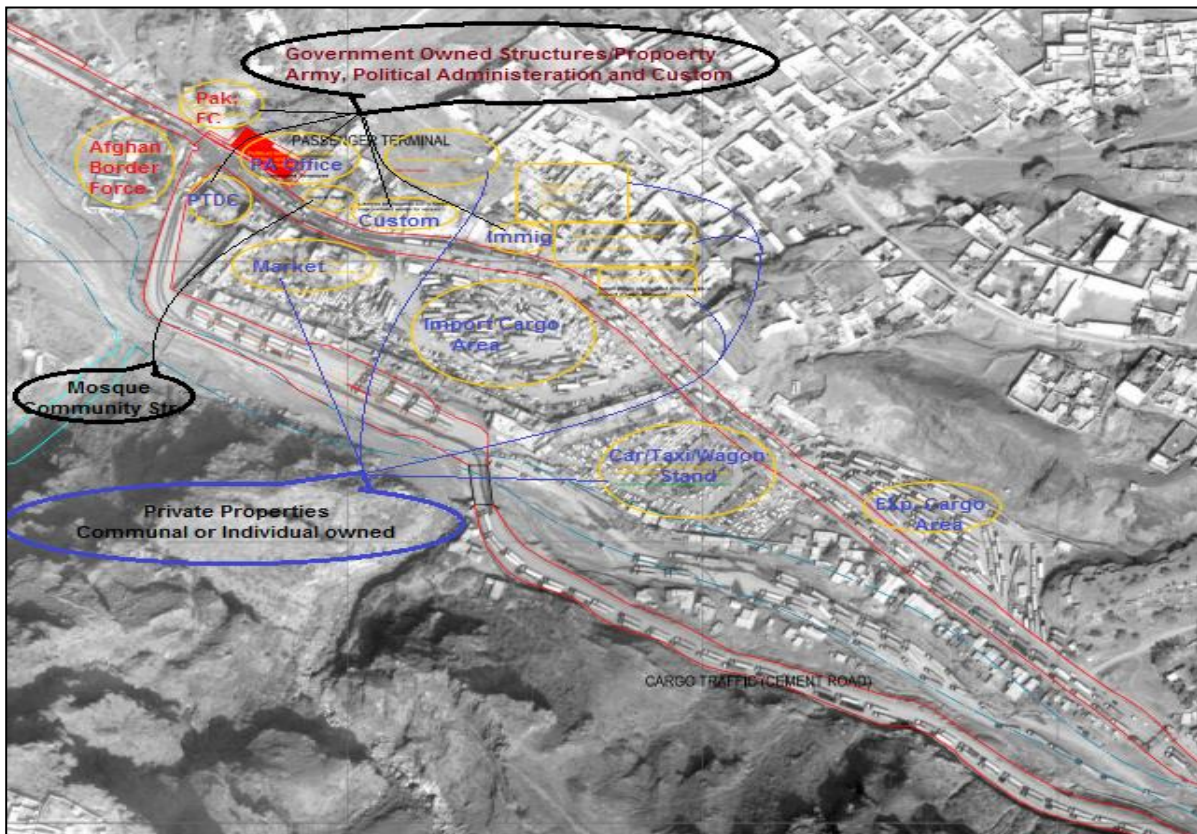 Government Owned Structures/Propoerty
Army, Political Administeration and Custom
Pak.
FC
PASSENGER TERMINAL
Afghan
Border
Force
PA Office
PTDC
Custom
Immig
Market
Import Cargo
Area
Mosque
Community Str.
Car/Taxi/Wagon
Stand
Exp. Cargo
Area
Private Properties
Communal or Individual owned
CARGO TRAFFIC (CEMENT ROAD)